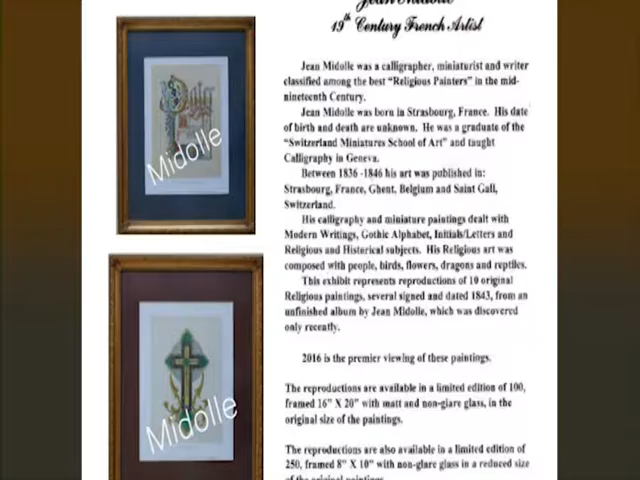 Jean Midolle
19th Century French Artist
Jean Midolle was a calligrapher, miniaturist and writer
classified among the best "Religious Painters" in the mid-
nineteenth Century.
Jean Midolle was born in Strasbourg, France. His date
of birth and death are unknown. He was a graduate of the
"Switzerland Miniatures School of Art" and taught
Calligraphy in Geneva.
Between 1836 -1846 his art was published in:
Strasbourg, France, Ghent, Belgium and Saint Gall,
Switzerland.
His calligraphy and miniature paintings dealt with
Modern Writings, Gothic Alphabet, Initials/Letters and
Religious and Historical subjects. His Religious art was
composed with people, birds, flowers, dragons and reptiles.
This exhibit represents reproductions of 10 original
Religious paintings, several signed and dated 1843, from an
unfinished album by Jean Midolle, which was discovered
only recently.
2016 is the premier viewing of these paintings.
The reproductions are available in a limited edition of 100,
framed 16" X 20" with matt and non-glare glass, in the
original size of the paintings.
The reproductions are also available in a limited edition of
250, framed 8" X 10" with non-glare glass in a reduced size
of the original paintings
Midolle
Midolle